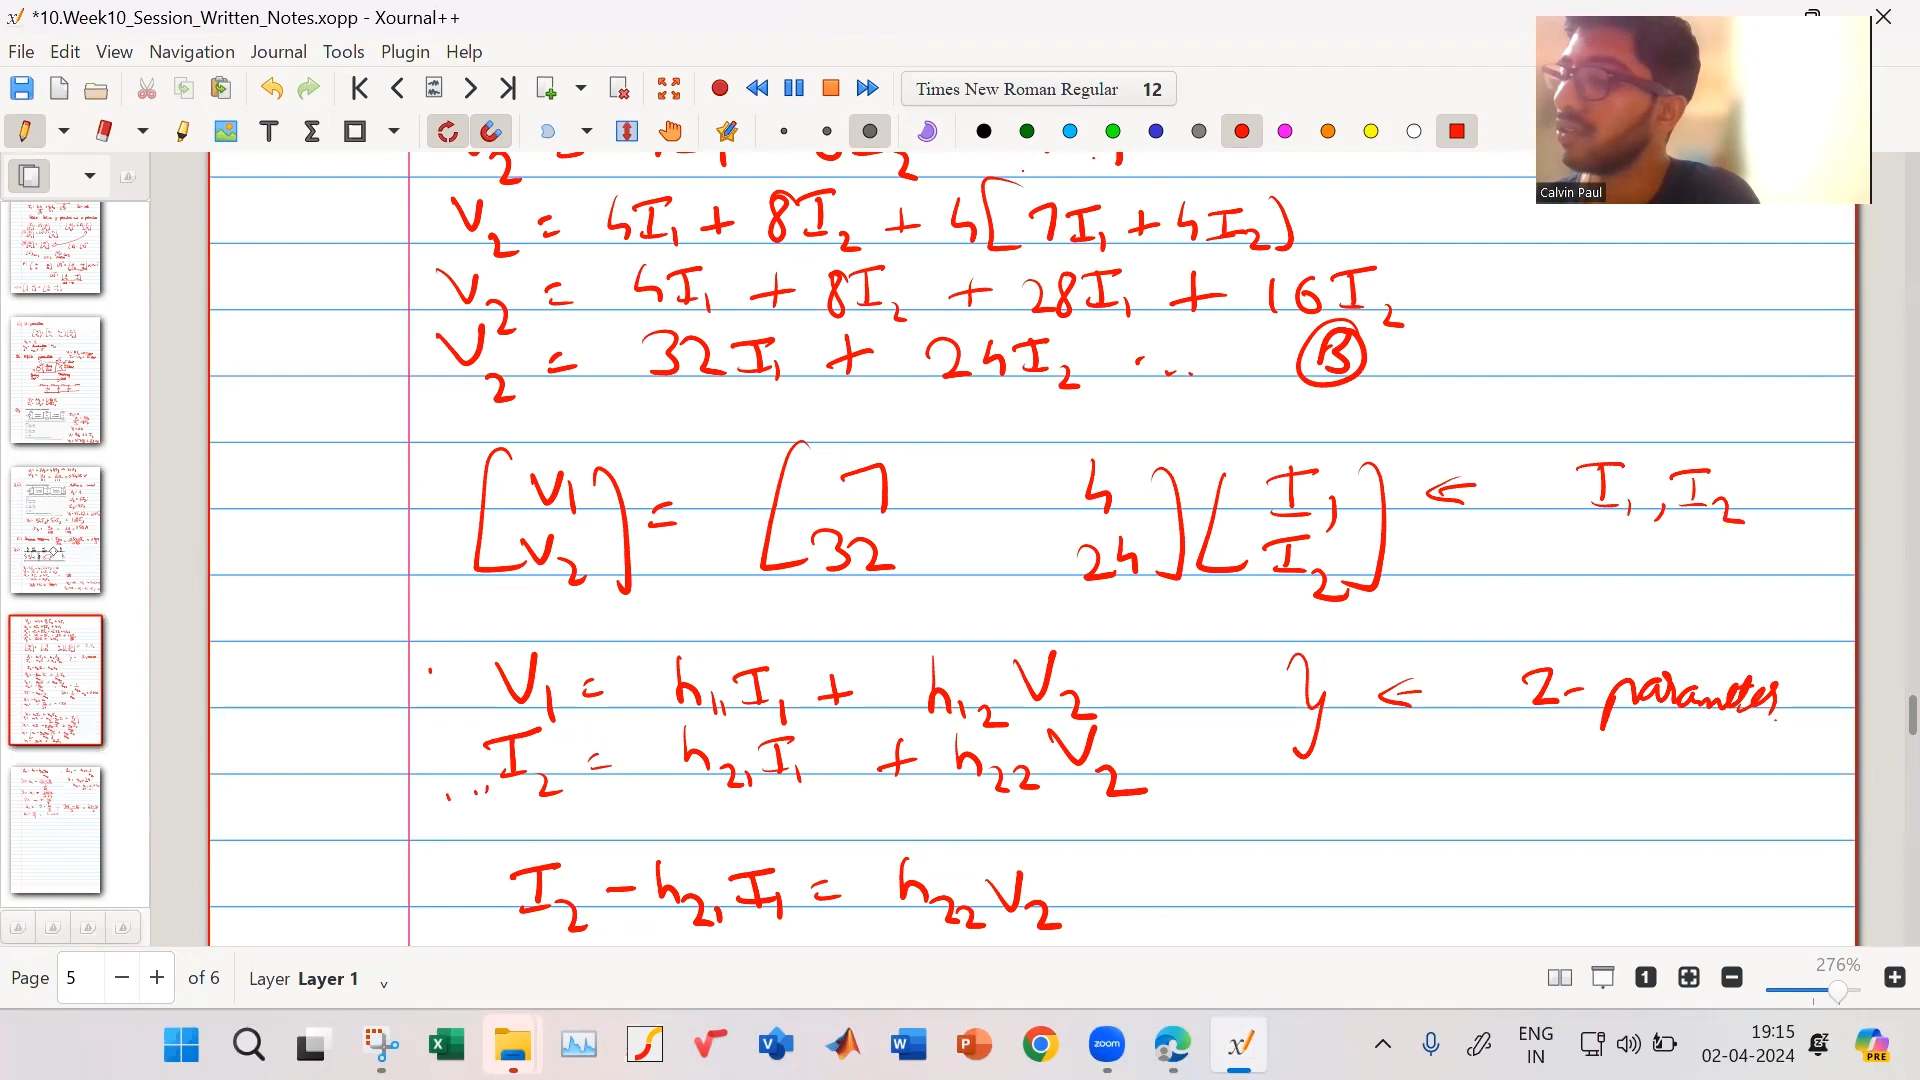 *10.Week10_Session_Written_Notes.xopp - Xournal++
File Edit View Navigation Journal Tools Plugin Help
Times New Roman Regular 12
Calvin Paul
V₂ = 4I₁ + 8I₂ + 4[7I₁ + 4I₂)
V₂ = 4I₁ + 8I₂ + 28I₁ + 16I₂
V₂ = 32I₁ + 24I₂ ... B
[V₁ V₂] = [7 4
32 24] [I₁ I₂] ← I₁, I₂
V₁ = h₁₁I₁ + h₁₂V₂ } ← Z-parameter
I₂ = h₂₁I₁ + h₂₂V₂
I₂ - h₂₁I₁ = h₂₂V₂
Page 5 of 6 Layer Layer 1 276%
zoom
ENG
IN
19:15
02-04-2024
PRE